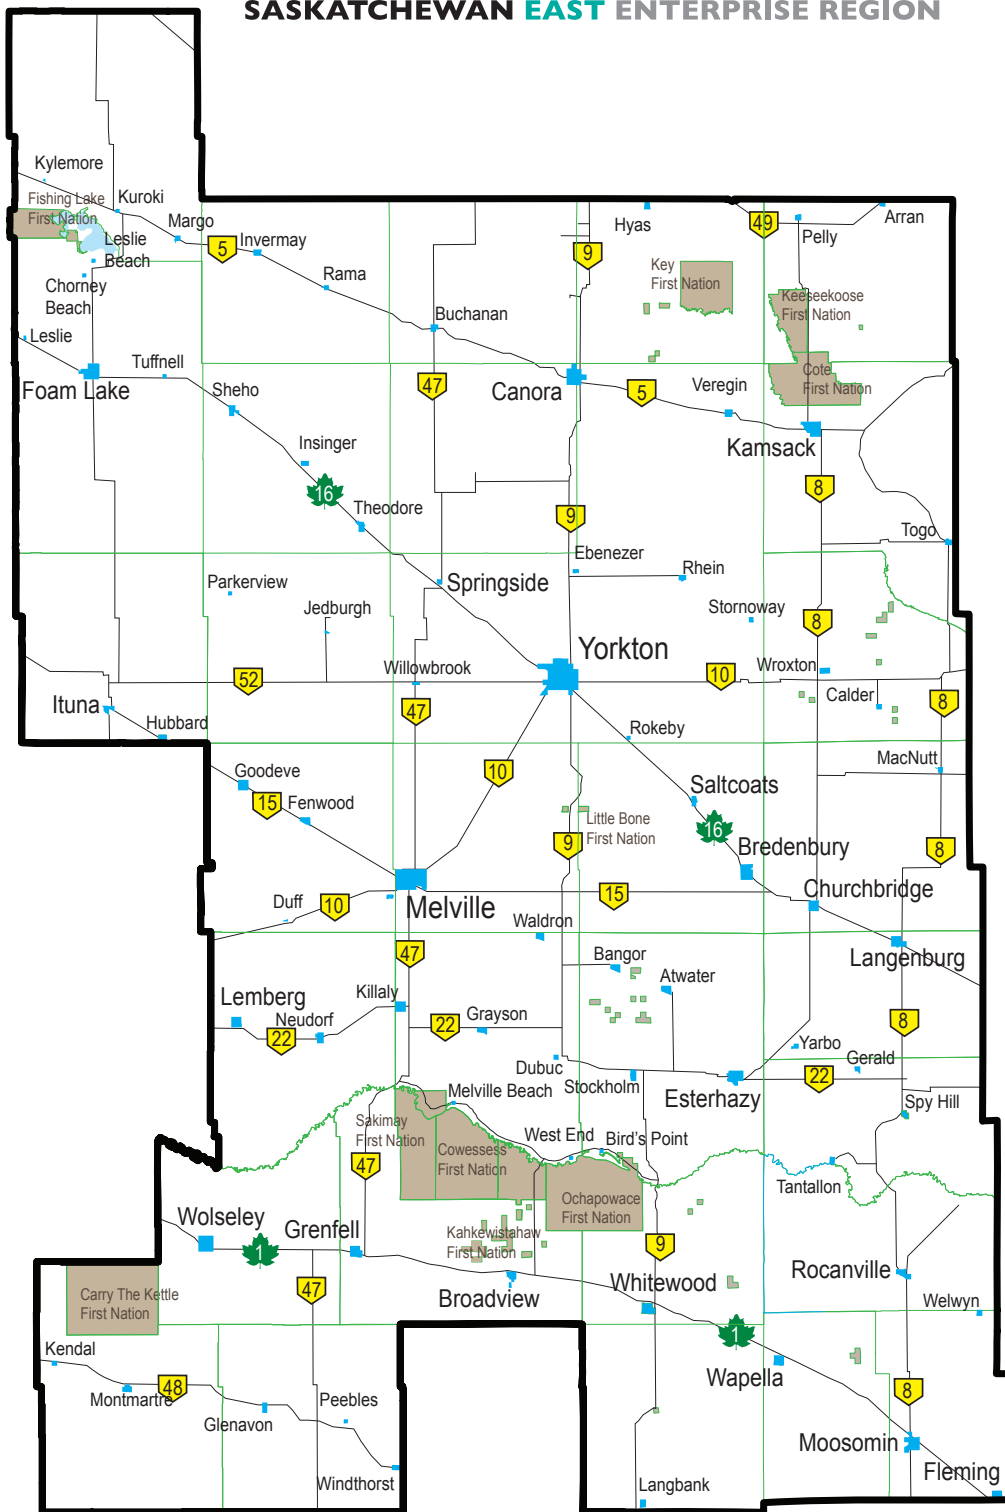 SASKATCHEWAN EAST ENTERPRISE REGION
Kylemore
Fishing Lake
First Nation
Kuroki
Margo
Leslie
Beach
5
Invermay
Chorney
Beach
Rama
Leslie
Foam Lake
Tuffnell
Sheho
Buchanan
47
9
Hyas
49
Arran
Pelly
Key
First Nation
Keeseekoose
First Nation
Cote
First Nation
Canora
5
Veregin
Kamsack
Insinger
16
Theodore
9
8
Togo
Ebenezer
Rhein
Springside
Parkerview
Jedburgh
Stornoway
8
Yorkton
Willowbrook
52
47
10
Wroxton
Calder
8
Ituna
Hubbard
Rokeby
MacNutt
Goodeve
15
Fenwood
10
Saltcoats
16
Little Bone
First Nation
9
Bredenbury
8
Duff
10
Melville
15
Churchbridge
Waldron
47
Bangor
Atwater
Langenburg
Lemberg
Killaly
Neudorf
22
22
Grayson
8
Yarbo
Gerald
Dubuc
Stockholm
Esterhazy
22
Spy Hill
Melville Beach
Sakimay
First Nation
Cowessess
First Nation
West End
Bird's Point
47
Tantallon
Ochapowace
First Nation
Wolseley
1
Grenfell
Kahkewistahaw
First Nation
9
Carry The Kettle
First Nation
47
Broadview
Whitewood
Rocanville
Welwyn
1
Kendal
Montmartre
48
Glenavon
Peebles
Wapella
8
Moosomin
Fleming
Windthorst
Langbank